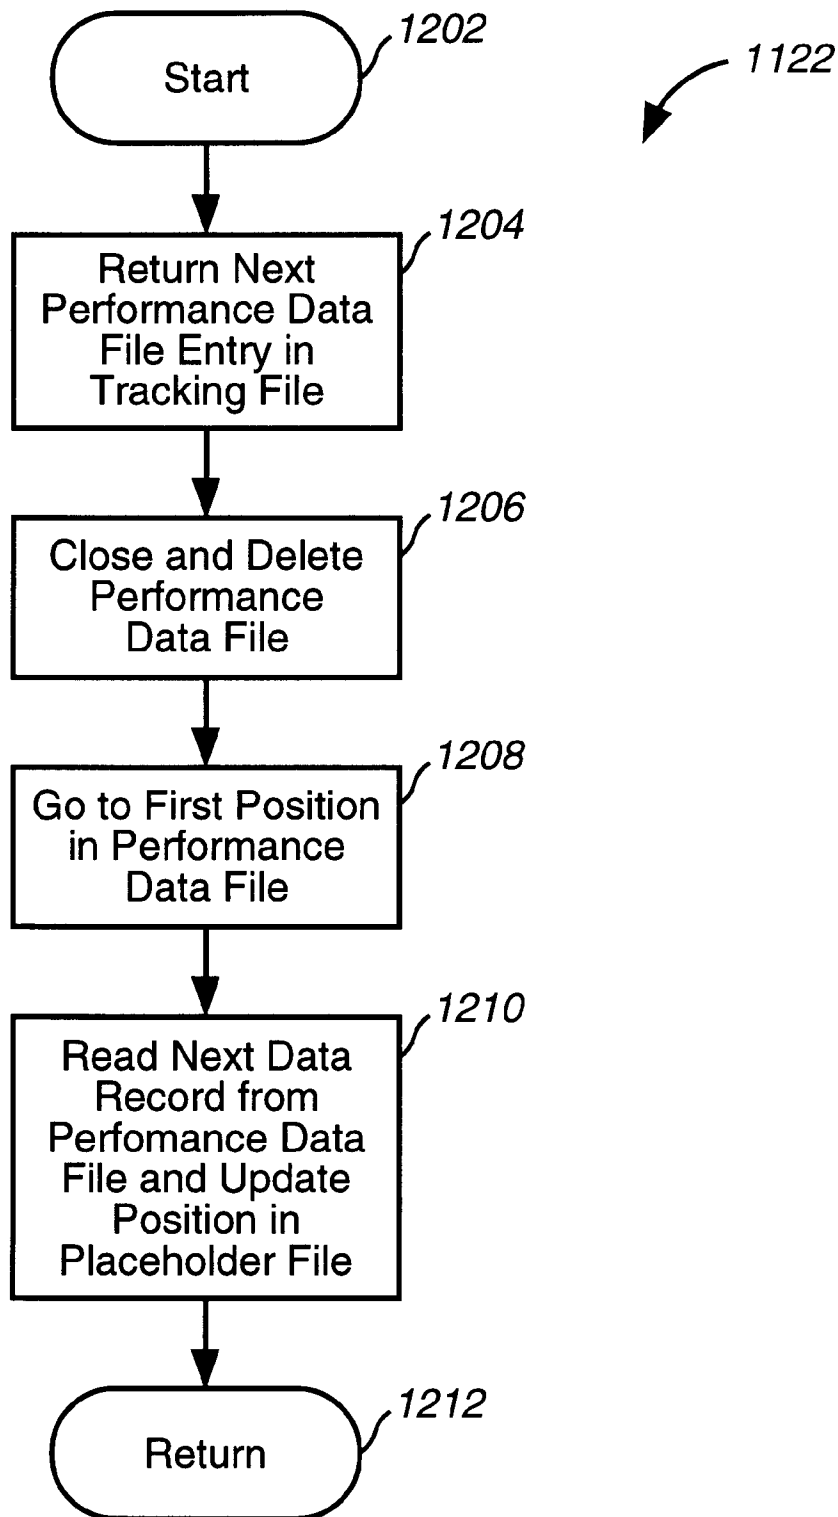 1202
Start
1122
1204
Return Next
Performance Data
File Entry in
Tracking File
1206
Close and Delete
Performance
Data File
1208
Go to First Position
in Performance
Data File
1210
Read Next Data
Record from
Perfomance Data
File and Update
Position in
Placeholder File
1212
Return